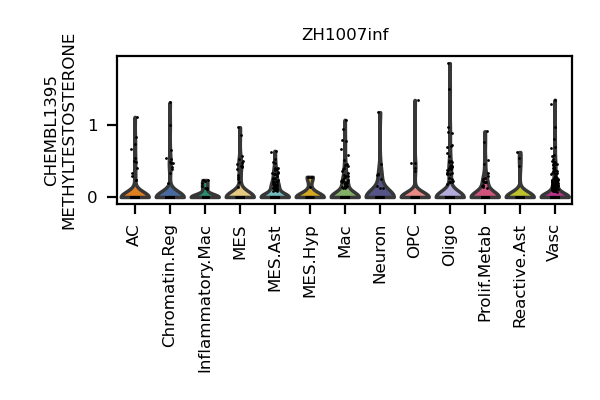 ZH1007inf
CHEMBL1395
METHYLTESTOSTERONE
1
0
AC
Chromatin.Reg
Inflammatory.Mac
MES
MES.Ast
MES.Hyp
Mac
Neuron
OPC
Oligo
Prolif.Metab
Reactive.Ast
Vasc